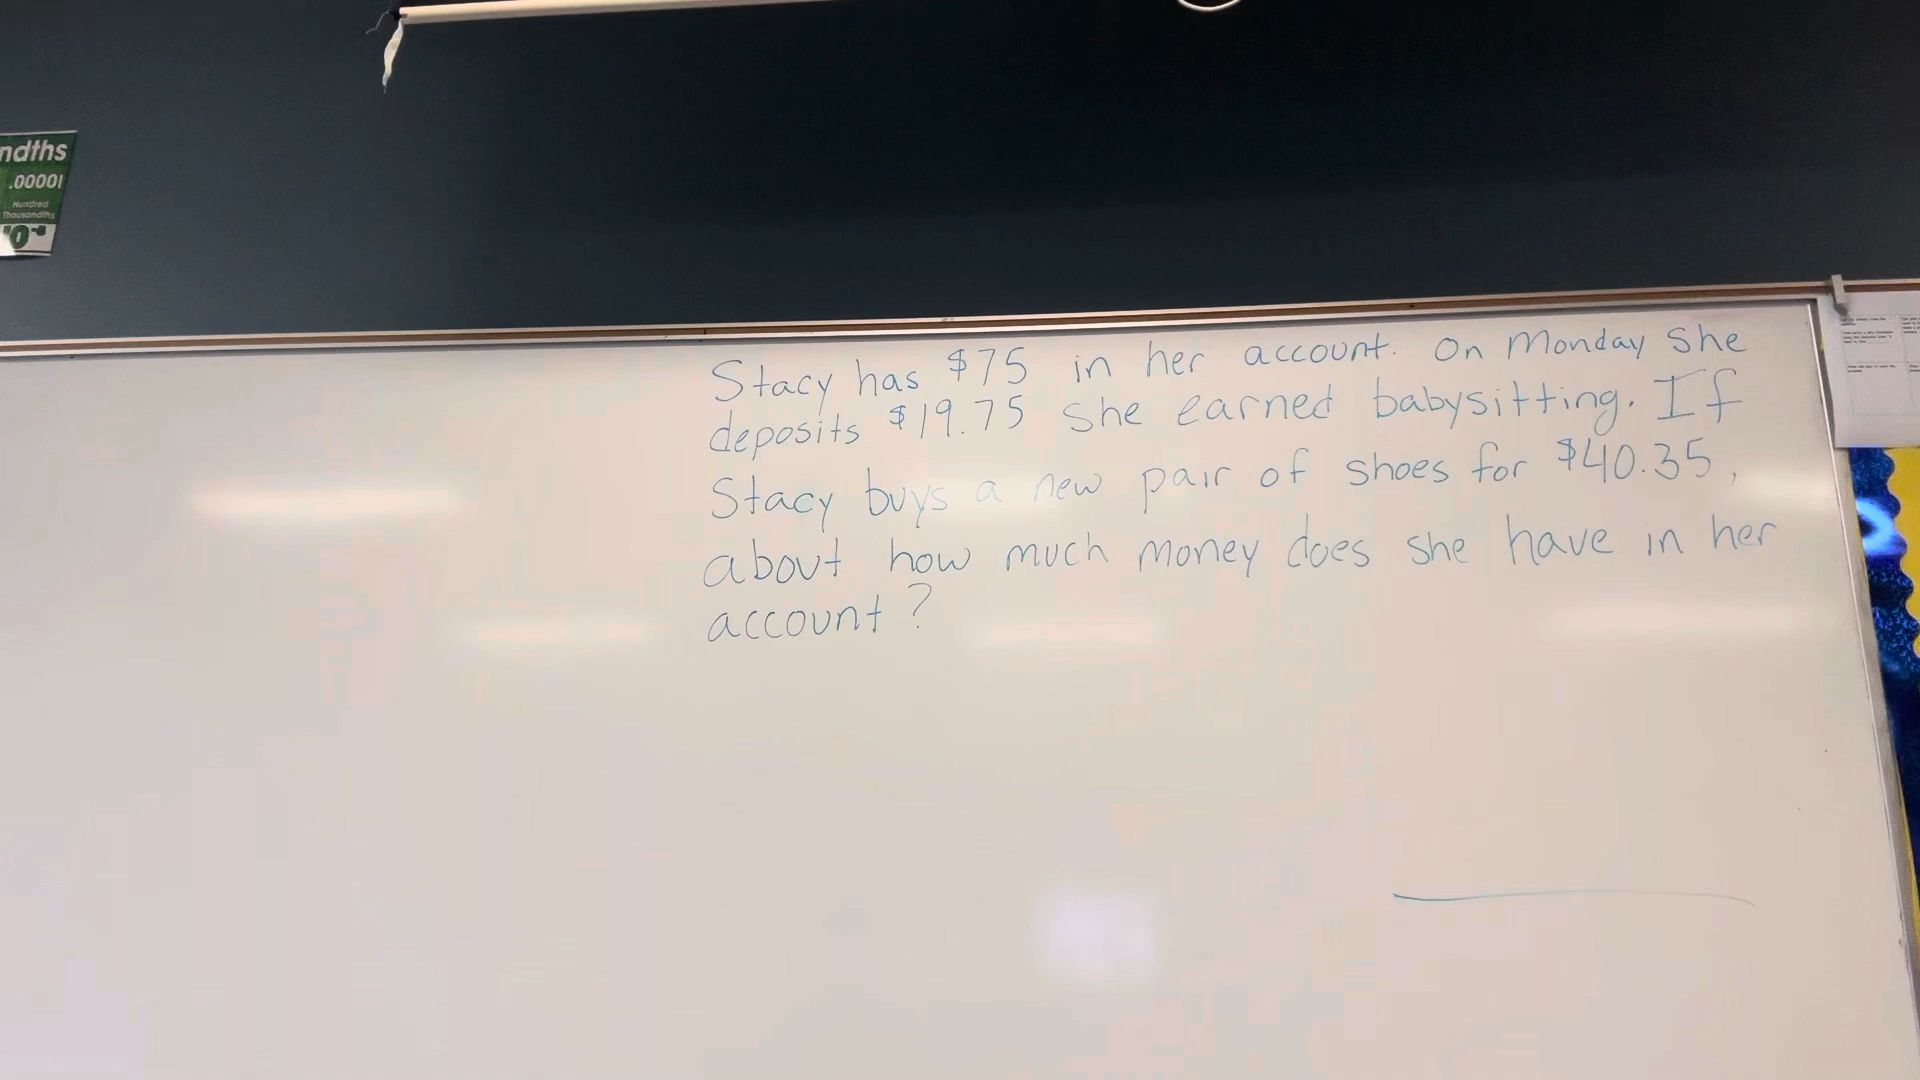 ndths
.00001
Hundred
Thousandths
Stacy has $75 in her account. On Monday she
deposits $19.75 she earned babysitting. If
Stacy buys a new pair of shoes for $40.35,
about how much money does she have in her
account?